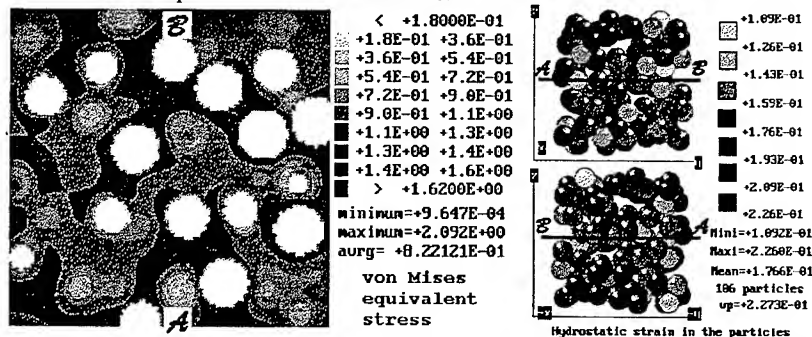 B
A
< +1.8000E-01
+1.8E-01 +3.6E-01
+3.6E-01 +5.4E-01
+5.4E-01 +7.2E-01
+7.2E-01 +9.0E-01
+9.0E-01 +1.1E+00
+1.1E+00 +1.3E+00
+1.3E+00 +1.4E+00
+1.4E+00 +1.6E+00
> +1.6200E+00
minimum=+9.647E-04
maximum=+2.092E+00
avrg= +8.22121E-01
von Mises
equivalent
stress
A B
B A
+1.09E-01
+1.26E-01
+1.43E-01
+1.59E-01
+1.76E-01
+1.93E-01
+2.09E-01
+2.26E-01
Mini=+1.092E-01
Maxi=+2.260E-01
Mean=+1.766E-01
106 particles
vp=+2.273E-01
Hydrostatic strain in the particles